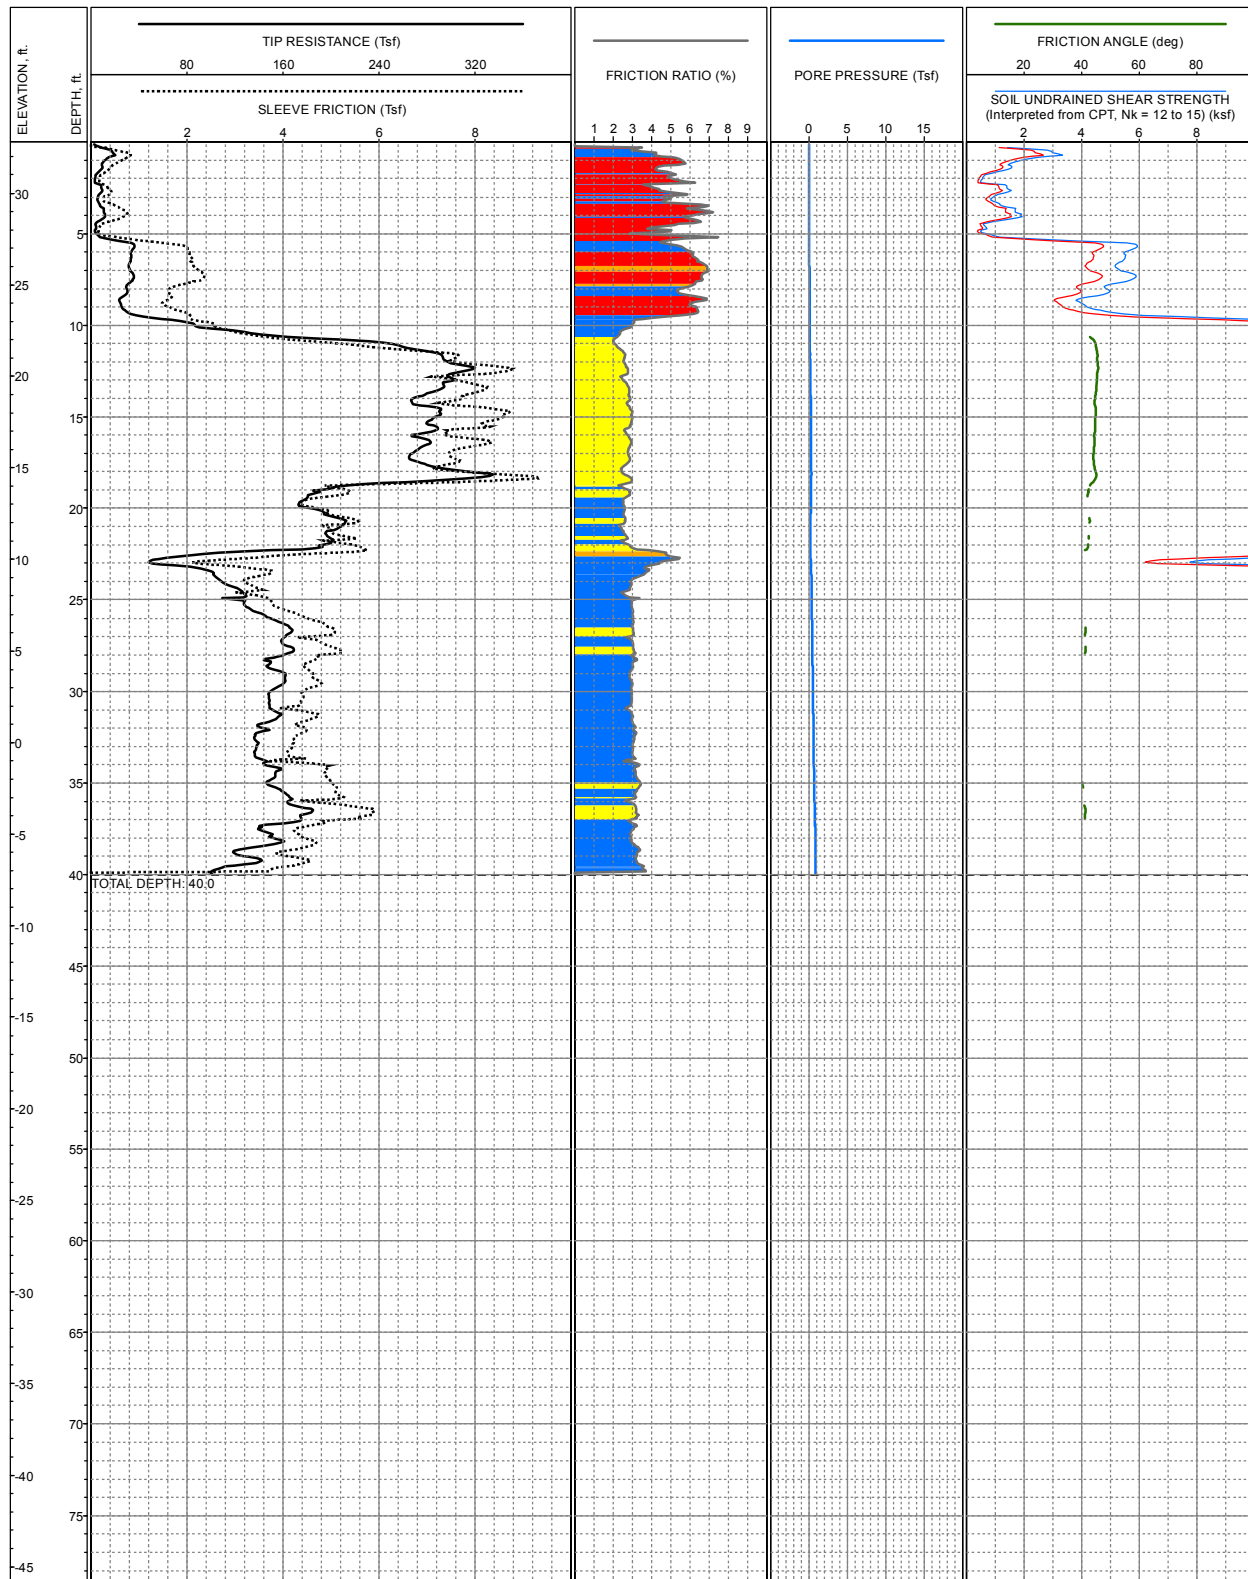 ELEVATION, ft.
DEPTH, ft.
TIP RESISTANCE (Tsf)
80 160 240 320
SLEEVE FRICTION (Tsf)
2 4 6 8
FRICTION RATIO (%)
1 2 3 4 5 6 7 8 9
PORE PRESSURE (Tsf)
0 5 10 15
FRICTION ANGLE (deg)
20 40 60 80
SOIL UNDRAINED SHEAR STRENGTH
(Interpreted from CPT, Nk = 12 to 15) (ksf)
20 40 60 80
30
5
25
10
20
15
15
20
10
25
5
30
0
35
-5
40
TOTAL DEPTH: 40.0
-10
45
-15
50
-20
55
-25
60
-30
65
-35
70
-40
75
-45